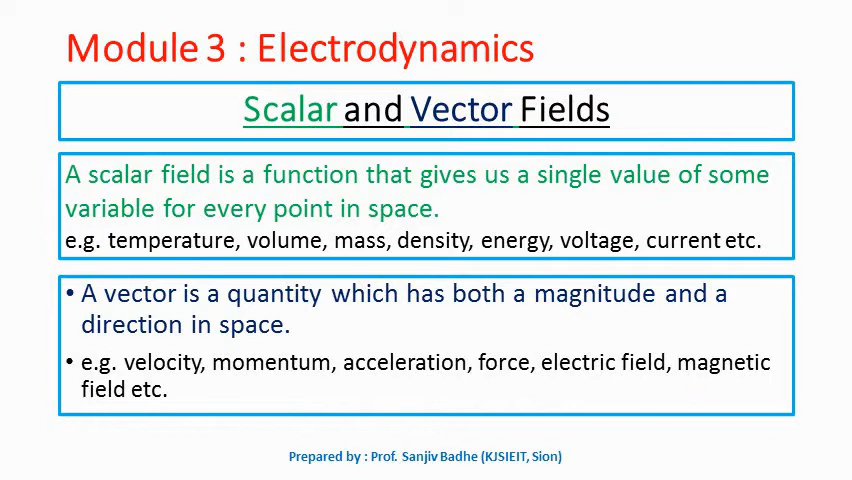 Module 3 : Electrodynamics
Scalar and Vector Fields
A scalar field is a function that gives us a single value of some
variable for every point in space.
e.g. temperature, volume, mass, density, energy, voltage, current etc.
• A vector is a quantity which has both a magnitude and a
direction in space.
• e.g. velocity, momentum, acceleration, force, electric field, magnetic
field etc.
Prepared by : Prof. Sanjiv Badhe (KJSIEIT, Sion)